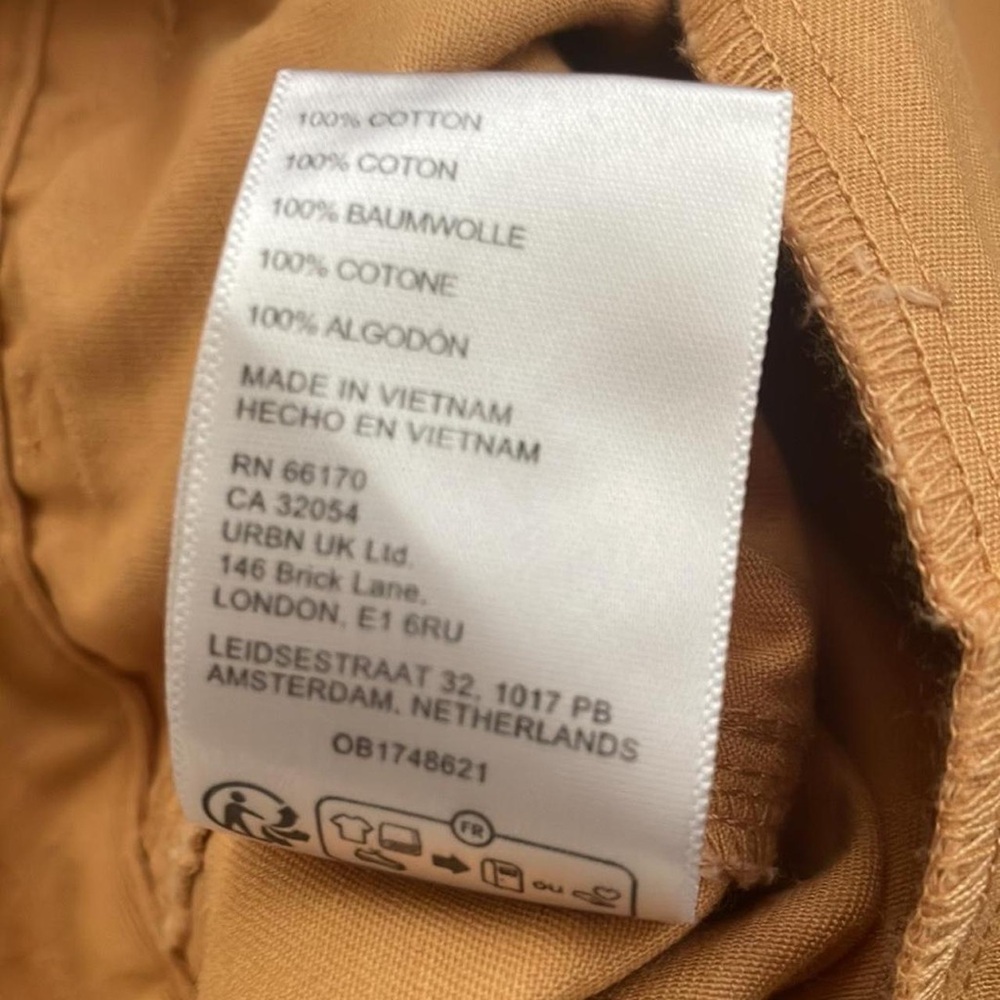 100% COTTON
100% COTON
100% BAUMWOLLE
100% COTONE
100% ALGODÓN
MADE IN VIETNAM
HECHO EN VIETNAM
RN 66170
CA 32054
URBN UK Ltd.
146 Brick Lane,
LONDON, E1 6RU
LEIDSESTRAAT 32, 1017 PB
AMSTERDAM, NETHERLANDS
OB1748621
FR
ou